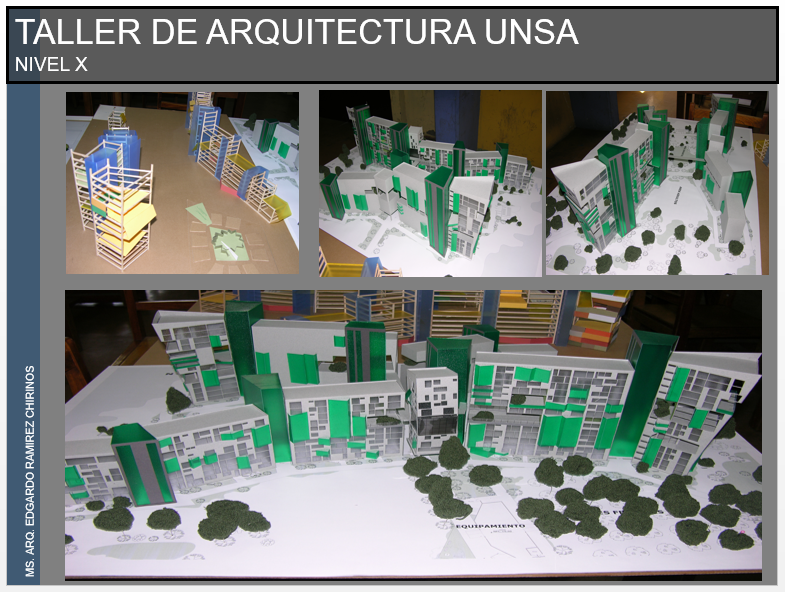 TALLER DE ARQUITECTURA UNSA
NIVEL X
MS. ARQ. EDGARDO RAMIREZ CHIRINOS
EQUIPAMIENTO